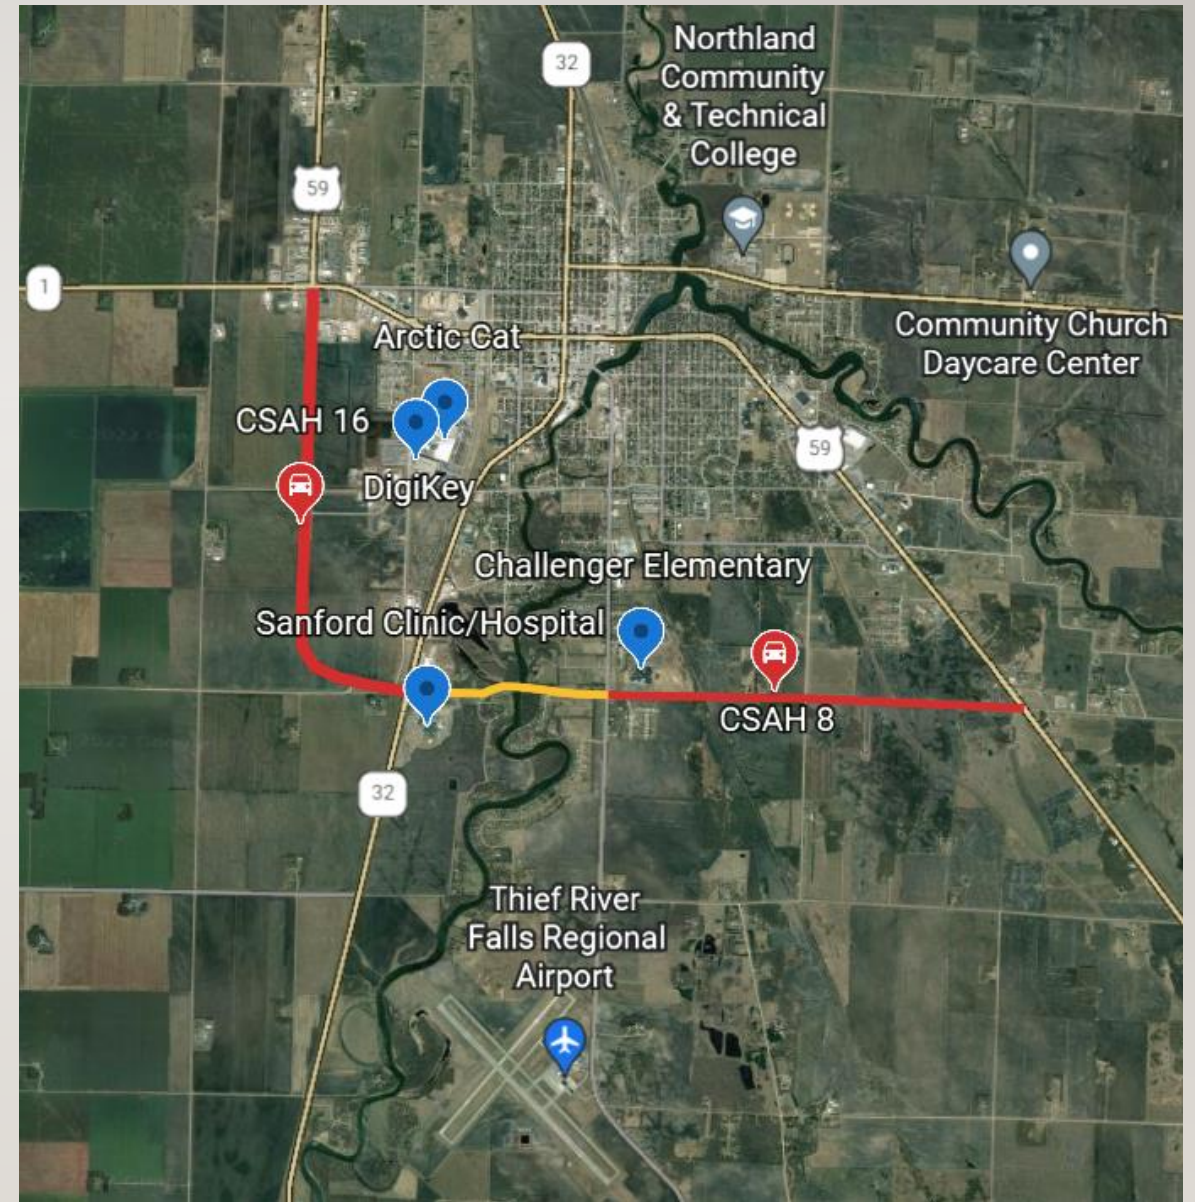 Northland
Community
& Technical
College
32
59
1
Arctic Cat
Community Church
Daycare Center
CSAH 16
59
DigiKey
Challenger Elementary
Sanford Clinic/Hospital
CSAH 8
32
Thief River
Falls Regional
Airport